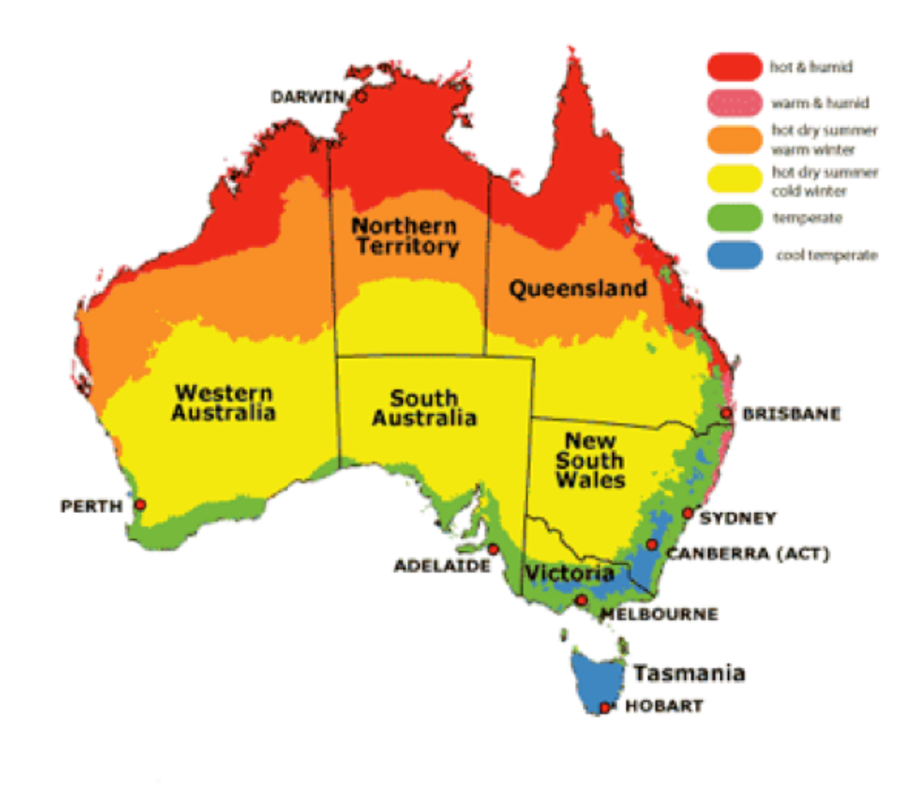 hot & humid
warm & humid
hot dry summer
warm winter
hot dry summer
cold winter
temperate
cool temperate
DARWIN
Northern
Territory
Queensland
Western
Australia
South
Australia
New
South
Wales
BRISBANE
PERTH
SYDNEY
CANBERRA (ACT)
ADELAIDE
Victoria
MELBOURNE
Tasmania
HOBART